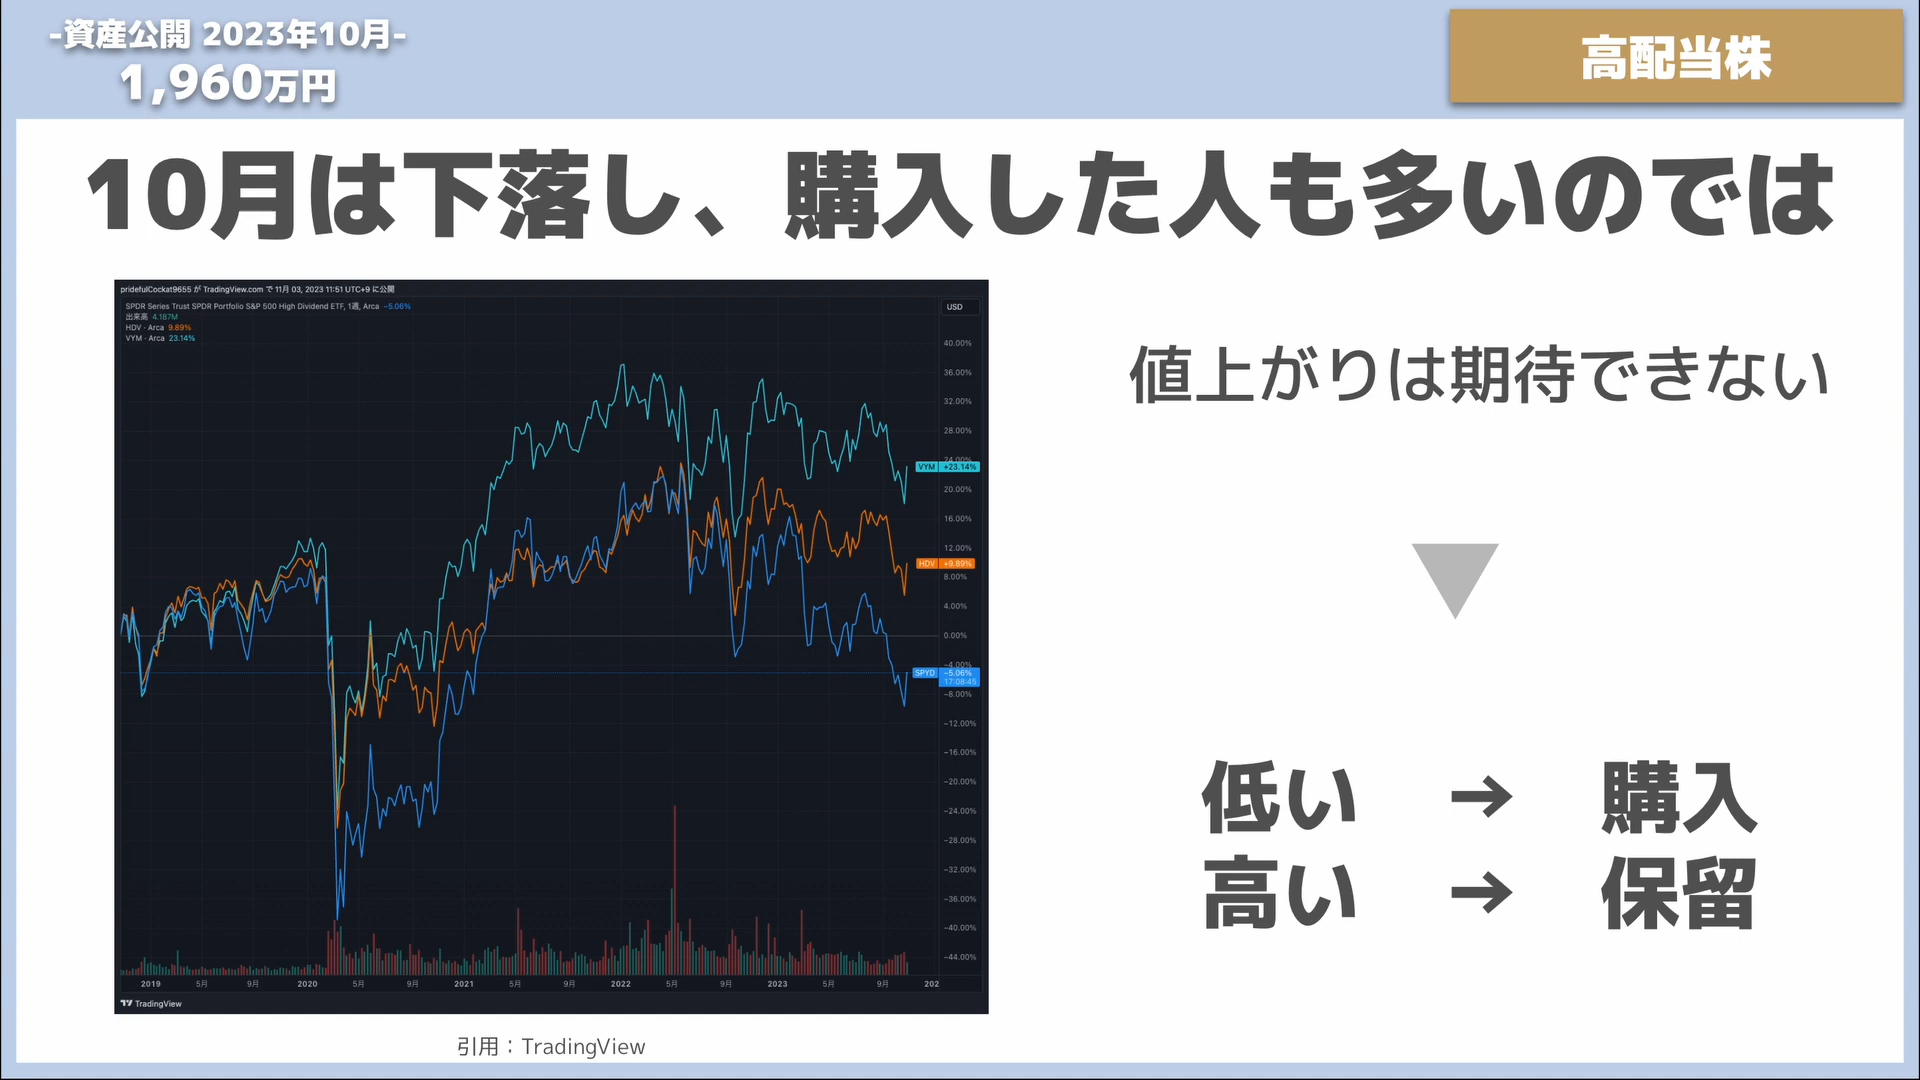 -資産公開 2023年10月-
1,960万円
高配当株
10月は下落し、購入した人も多いのでは
pridefulCockat9655 が TradingView.com で 11月 03, 2023 11:51 UTC+9 に公開
SPDR Series Trust SPDR Portfolio S&P 500 High Dividend ETF, 1週, Arca −5.06%
出来高 4.187M
HDV · Arca 9.89%
VYM · Arca 23.14%
USD
40.00%
36.00%
32.00%
28.00%
24.00%
VYM +23.14%
20.00%
16.00%
12.00%
HDV +9.89%
8.00%
4.00%
0.00%
−4.00%
SPYD −5.06%
17:08:45
−8.00%
−12.00%
−16.00%
−20.00%
−24.00%
−28.00%
−32.00%
−36.00%
−40.00%
−44.00%
2019 5月 9月 2020 5月 9月 2021 5月 9月 2022 5月 9月 2023 5月 9月 202
TradingView
引用：TradingView
値上がりは期待できない
低い → 購入
高い → 保留